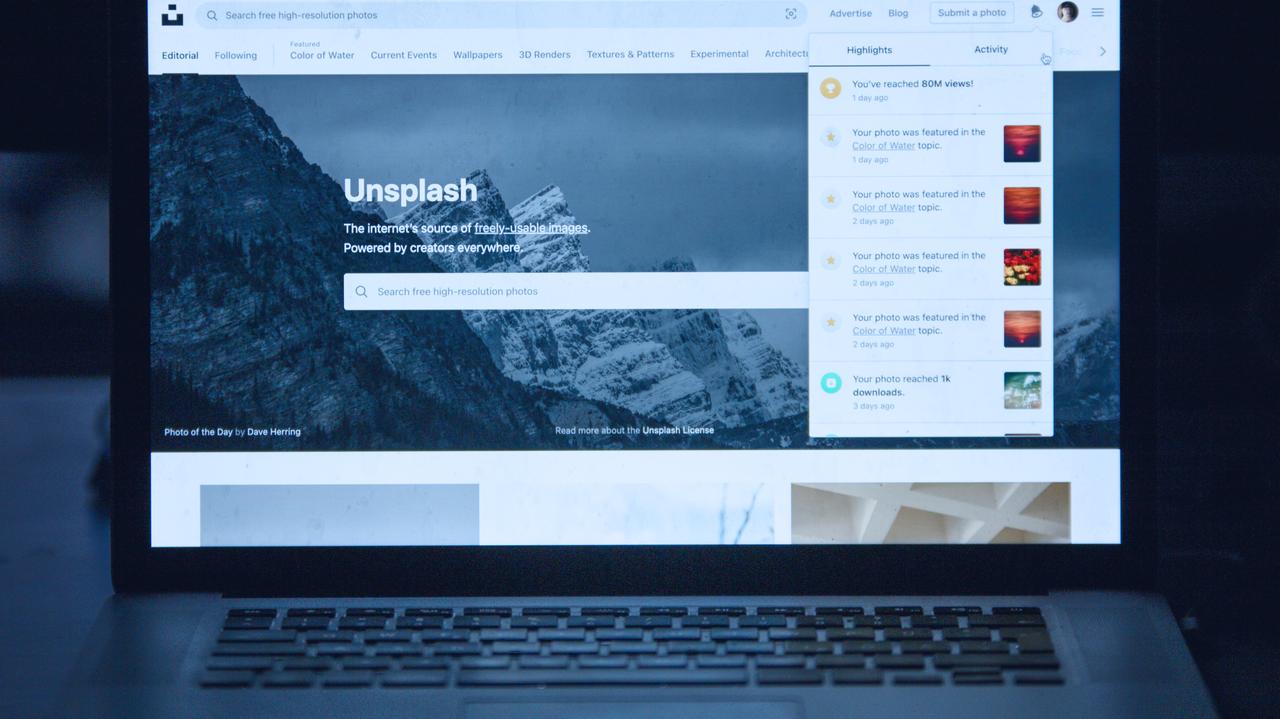 Search free high-resolution photos
Advertise Blog Submit a photo
Editorial Following
Featured
Color of Water Current Events Wallpapers 3D Renders Textures & Patterns Experimental
Highlights Activity
You've reached 80M views!
1 day ago
Your photo was featured in the
Color of Water topic.
1 day ago
Your photo was featured in the
Color of Water topic.
2 days ago
Your photo was featured in the
Color of Water topic.
2 days ago
Your photo was featured in the
Color of Water topic.
2 days ago
Your photo reached 1k
downloads.
3 days ago
Unsplash
The internet's source of freely-usable images.
Powered by creators everywhere.
Search free high-resolution photos
Photo of the Day by Dave Herring
Read more about the Unsplash License